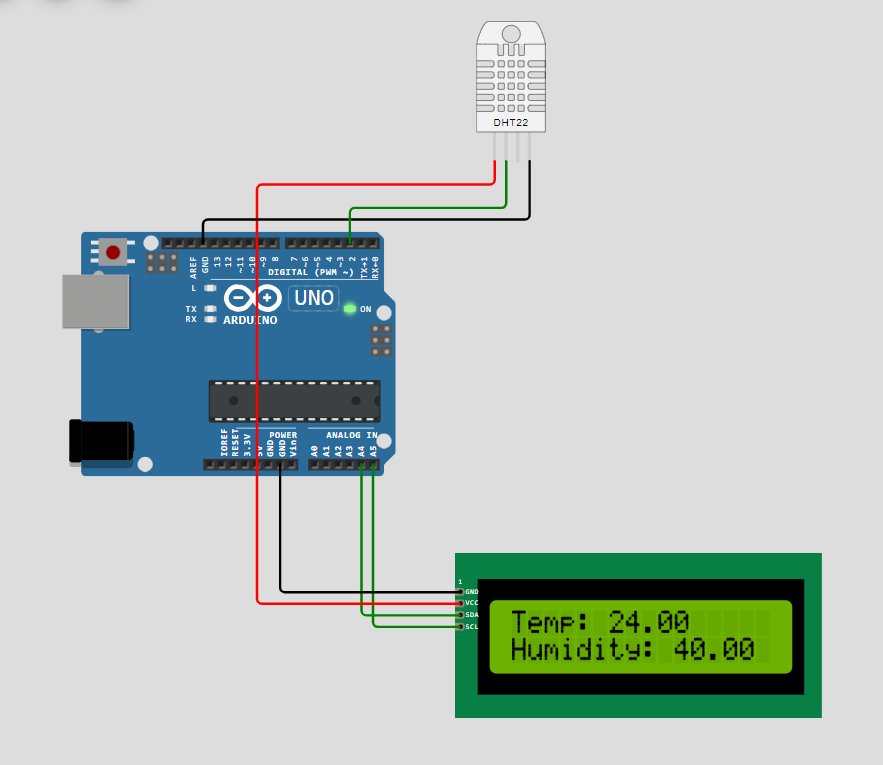 DHT22
AREF
GND
13
12
~11
~10
~9
8
7
~6
~5
4
~3
2
TX→1
RX←0
DIGITAL (PWM ~)
L
UNO
TX
RX
ON
ARDUINO
POWER
ANALOG IN
IOREF
RESET
3.3V
5V
GND
GND
Vin
A0
A1
A2
A3
A4
A5
1
GND
VCC
SDA
SCL
Temp: 24.00
Humidity: 40.00